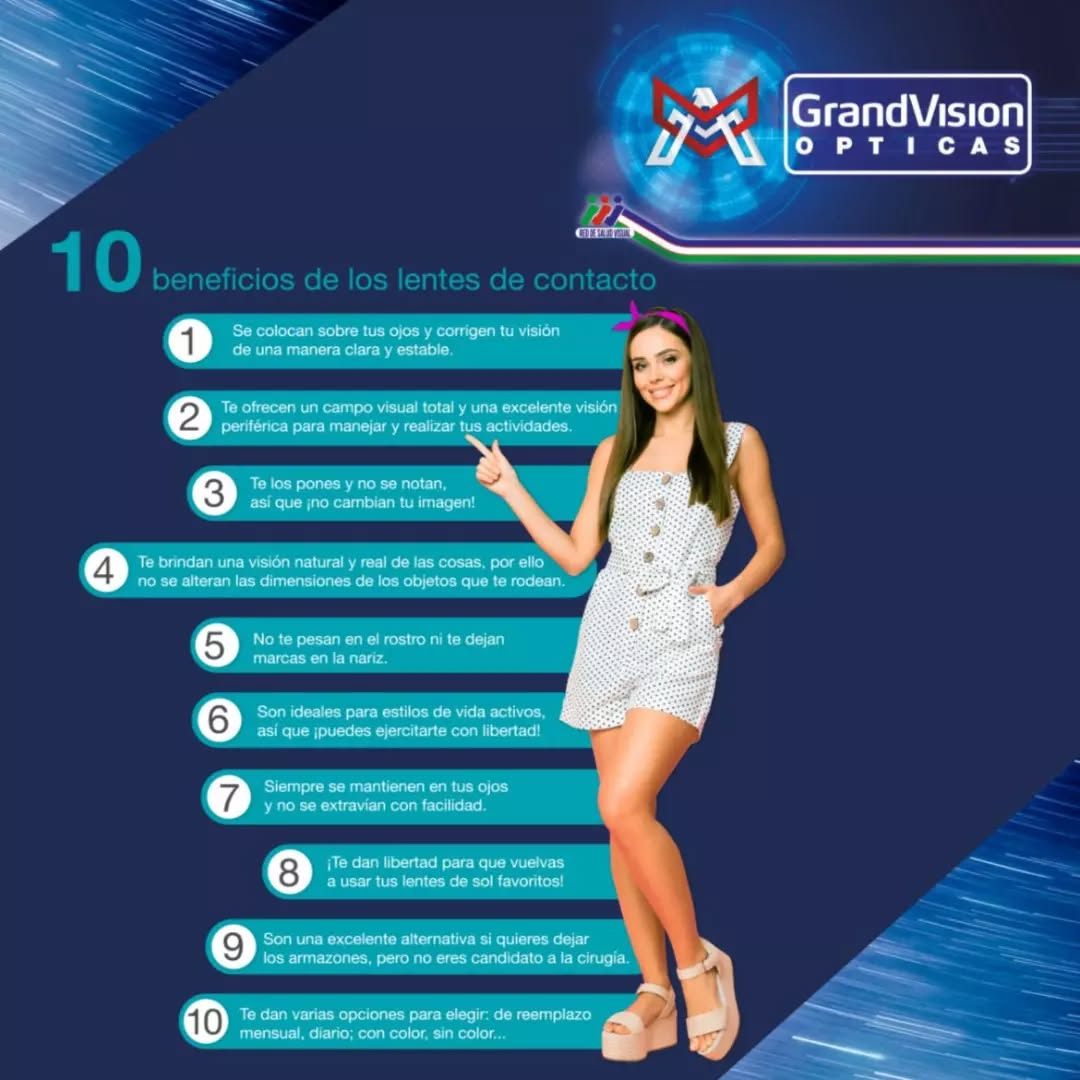 GrandVision
OPTICAS
RED DE SALUD VISUAL
10 beneficios de los lentes de contacto
1 Se colocan sobre tus ojos y corrigen tu visión
de una manera clara y estable.
2 Te ofrecen un campo visual total y una excelente visión
periférica para manejar y realizar tus actividades.
3 Te los pones y no se notan,
así que ¡no cambian tu imagen!
4 Te brindan una visión natural y real de las cosas, por ello
no se alteran las dimensiones de los objetos que te rodean.
5 No te pesan en el rostro ni te dejan
marcas en la nariz.
6 Son ideales para estilos de vida activos,
así que ¡puedes ejercitarte con libertad!
7 Siempre se mantienen en tus ojos
y no se extravían con facilidad.
8 ¡Te dan libertad para que vuelvas
a usar tus lentes de sol favoritos!
9 Son una excelente alternativa si quieres dejar
los armazones, pero no eres candidato a la cirugía.
10 Te dan varias opciones para elegir: de reemplazo
mensual, diario; con color, sin color...